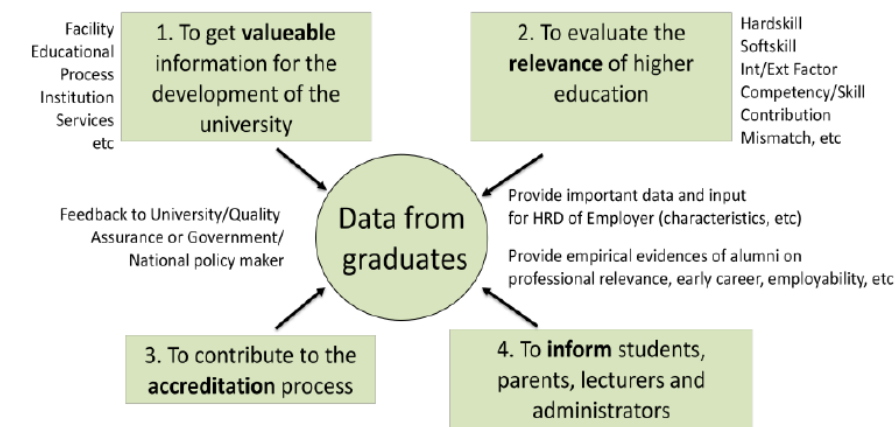 Facility
Educational
Process
Institution
Services
etc
1. To get valueable
information for the
development of the
university
2. To evaluate the
relevance of higher
education
Hardskill
Softskill
Int/Ext Factor
Competency/Skill
Contribution
Mismatch, etc
Feedback to University/Quality
Assurance or Government/
National policy maker
Data from
graduates
Provide important data and input
for HRD of Employer (characteristics, etc)
Provide empirical evidences of alumni on
professional relevance, early career, employability, etc
3. To contribute to the
accreditation process
4. To inform students,
parents, lecturers and
administrators